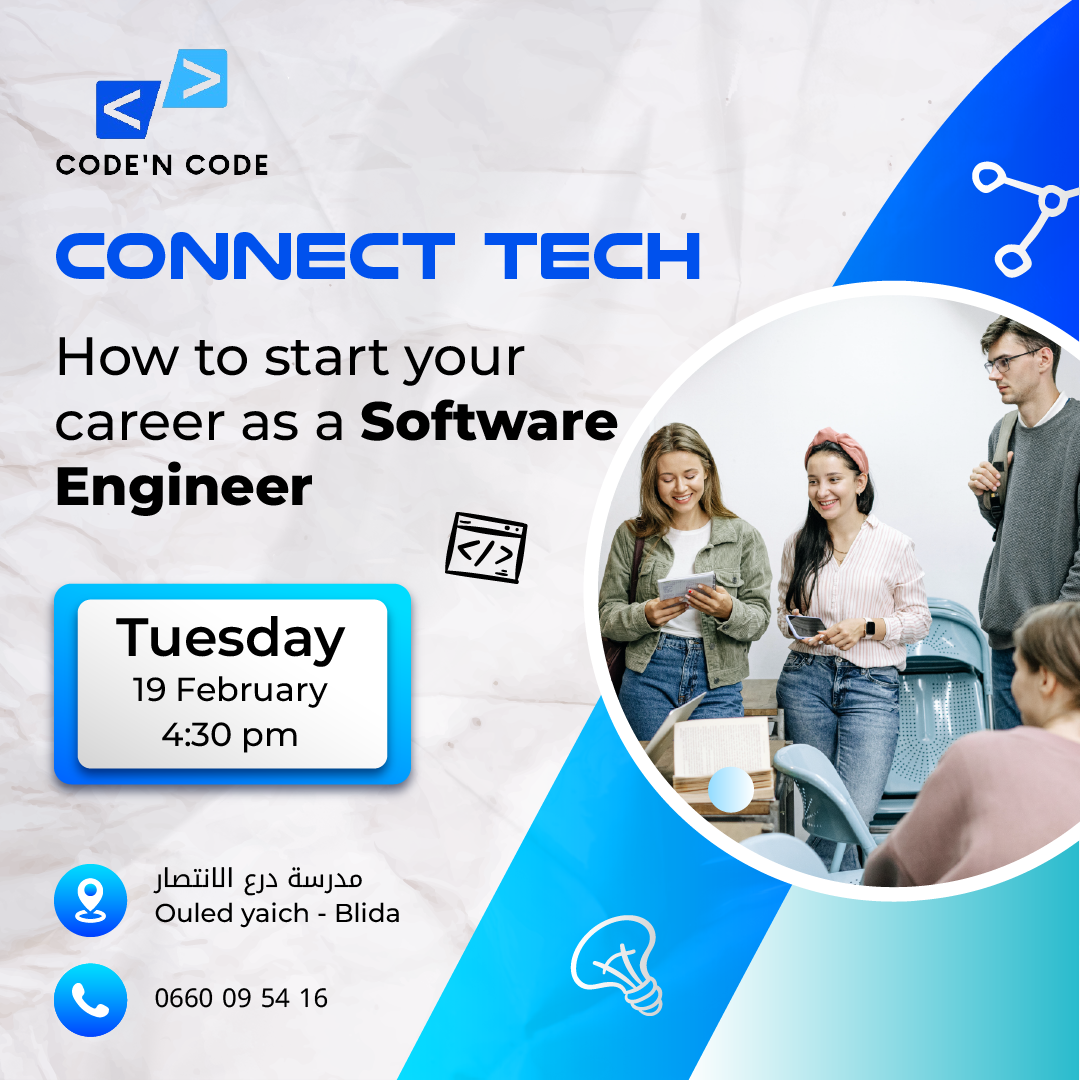 < >
CODE'N CODE
CONNECT TECH
How to start your
career as a Software
Engineer
</>
Tuesday
19 February
4:30 pm
مدرسة درع الانتصار
Ouled yaich - Blida
0660 09 54 16